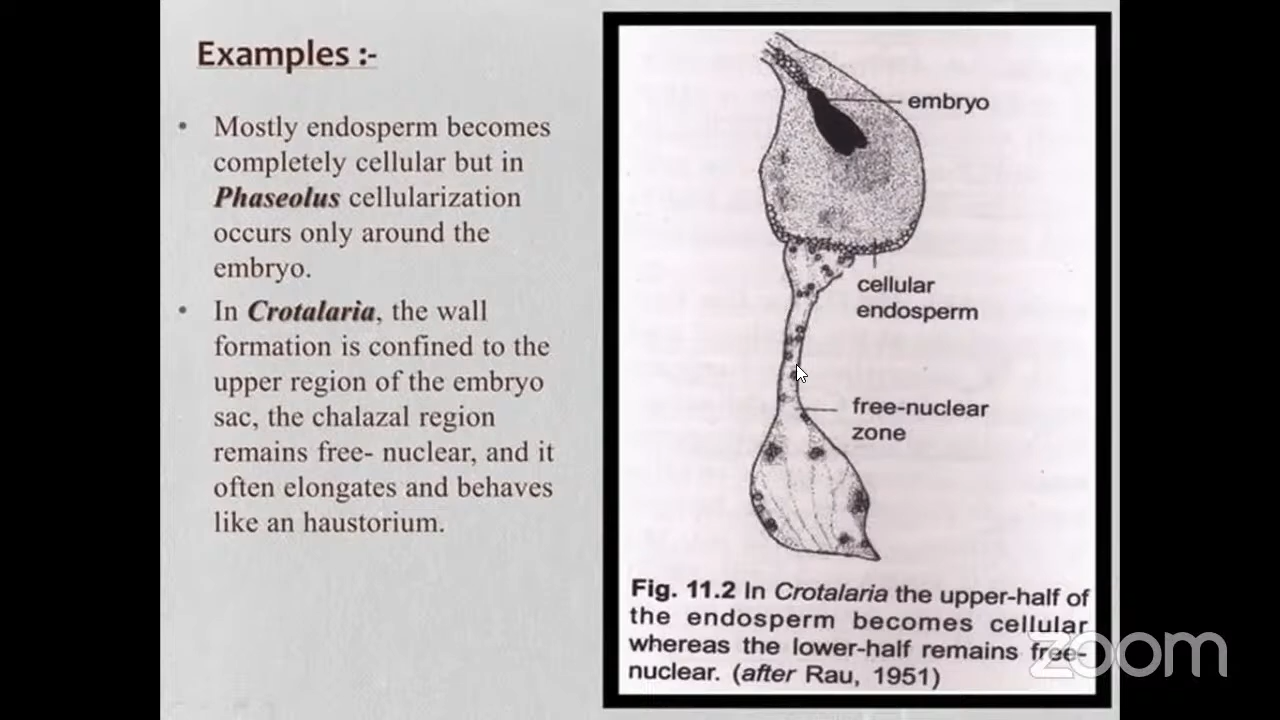 Examples :-
• Mostly endosperm becomes
completely cellular but in
Phaseolus cellularization
occurs only around the
embryo.
• In Crotalaria, the wall
formation is confined to the
upper region of the embryo
sac, the chalazal region
remains free- nuclear, and it
often elongates and behaves
like an haustorium.
embryo
cellular
endosperm
free-nuclear
zone
Fig. 11.2 In Crotalaria the upper-half of
the endosperm becomes cellular
whereas the lower-half remains free-
nuclear. (after Rau, 1951)
zoom